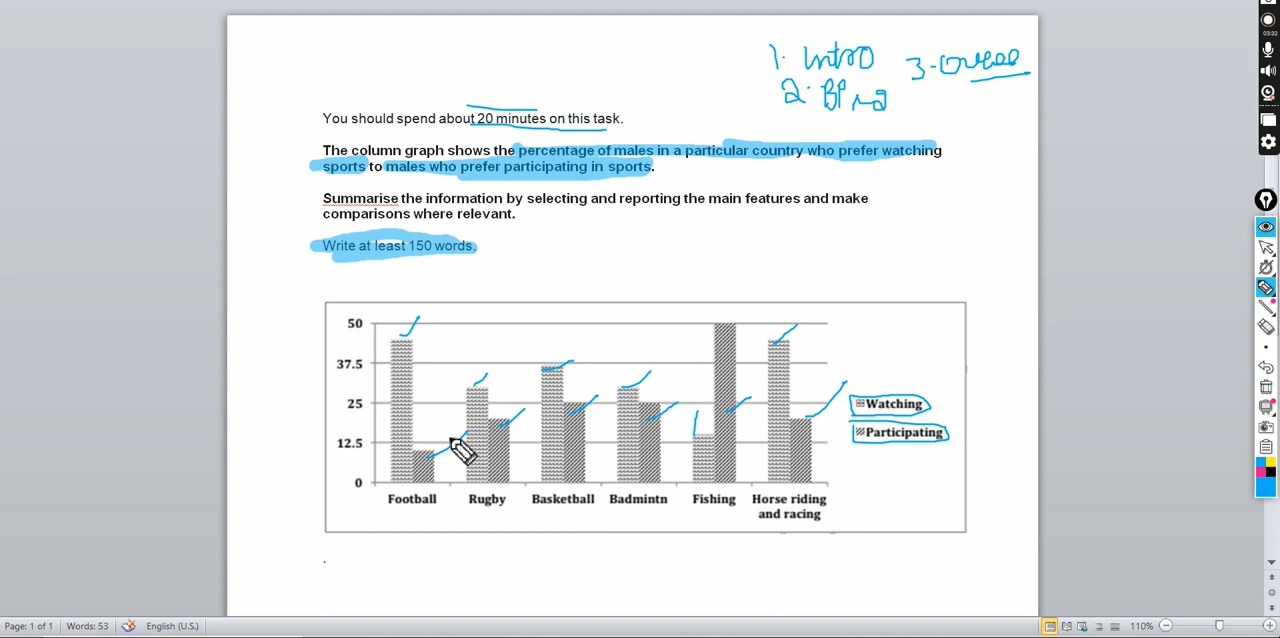 1. Intro
3. Overall
2. BP 1-2
03:32
You should spend about 20 minutes on this task.
The column graph shows the percentage of males in a particular country who prefer watching
sports to males who prefer participating in sports.
Summarise the information by selecting and reporting the main features and make
comparisons where relevant.
Write at least 150 words.
50
37.5
25
12.5
0
Football
Rugby
Basketball
Badmintn
Fishing
Horse riding
and racing
Watching
Participating
.
Page: 1 of 1
Words: 53
English (U.S.)
110%